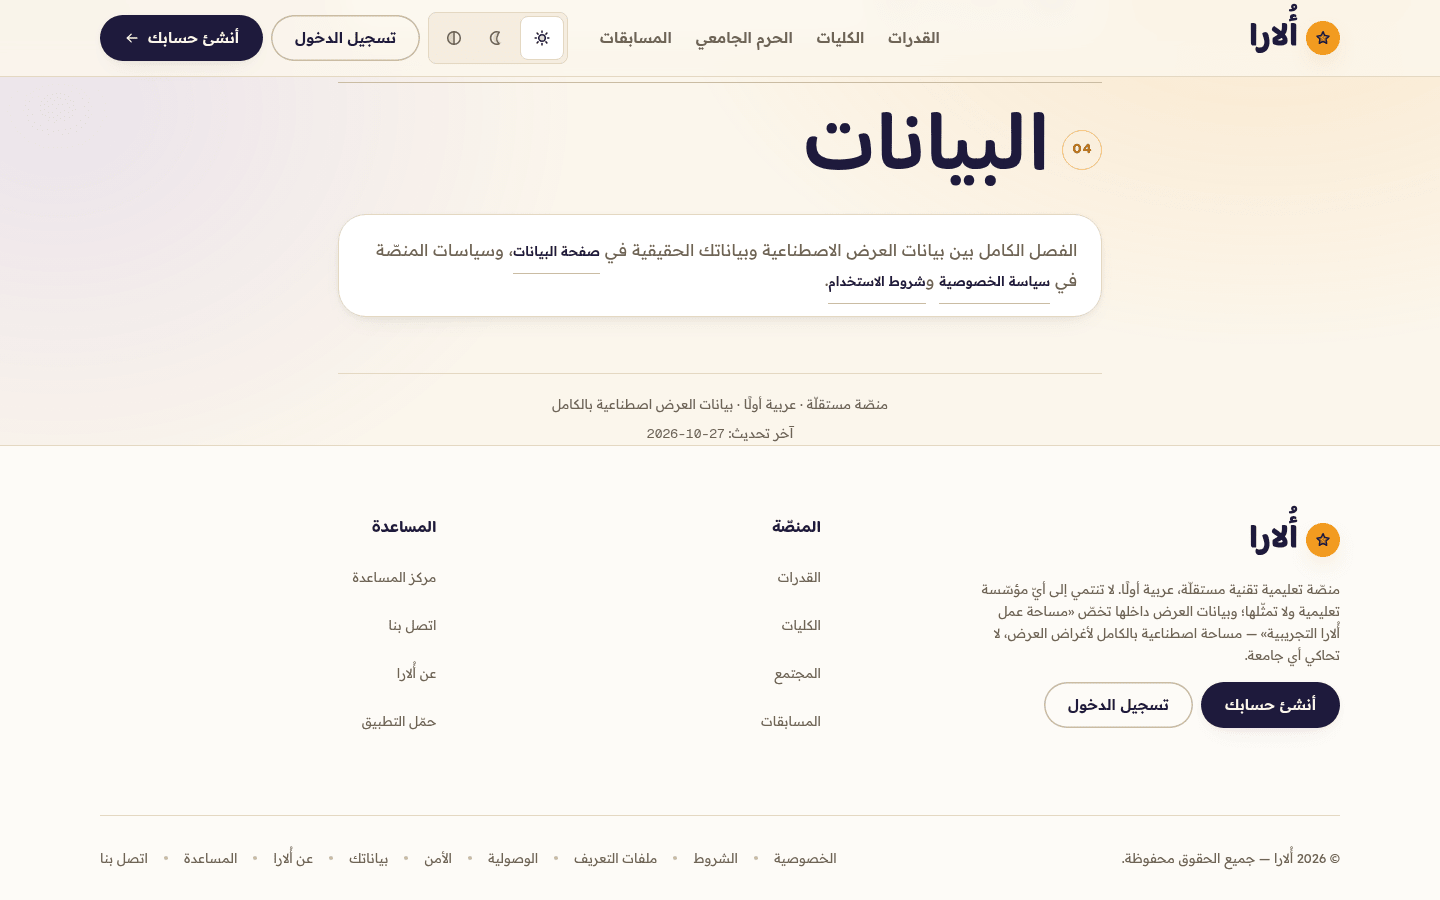 أُلارا
القدرات
الكليات
الحرم الجامعي
المسابقات
تسجيل الدخول
أنشئ حسابك
04
البيانات
الفصل الكامل بين بيانات العرض الاصطناعية وبياناتك الحقيقية في صفحة البيانات، وسياسات المنصّة
في سياسة الخصوصية وشروط الاستخدام.
منصّة مستقلّة · عربية أولًا · بيانات العرض اصطناعية بالكامل
آخر تحديث: 27-10-2026
أُلارا
منصّة تعليمية تقنية مستقلّة، عربية أولًا. لا تنتمي إلى أيّ مؤسّسة
تعليمية ولا تمثّلها؛ وبيانات العرض داخلها تخصّ «مساحة عمل
أُلارا التجريبية» — مساحة اصطناعية بالكامل لأغراض العرض، لا
تحاكي أي جامعة.
أنشئ حسابك
تسجيل الدخول
المنصّة
القدرات
الكليات
المجتمع
المسابقات
المساعدة
مركز المساعدة
اتصل بنا
عن أُلارا
حمّل التطبيق
© 2026 أُلارا — جميع الحقوق محفوظة.
الخصوصية • الشروط • ملفات التعريف • الوصولية • الأمن • بياناتك • عن أُلارا • المساعدة • اتصل بنا